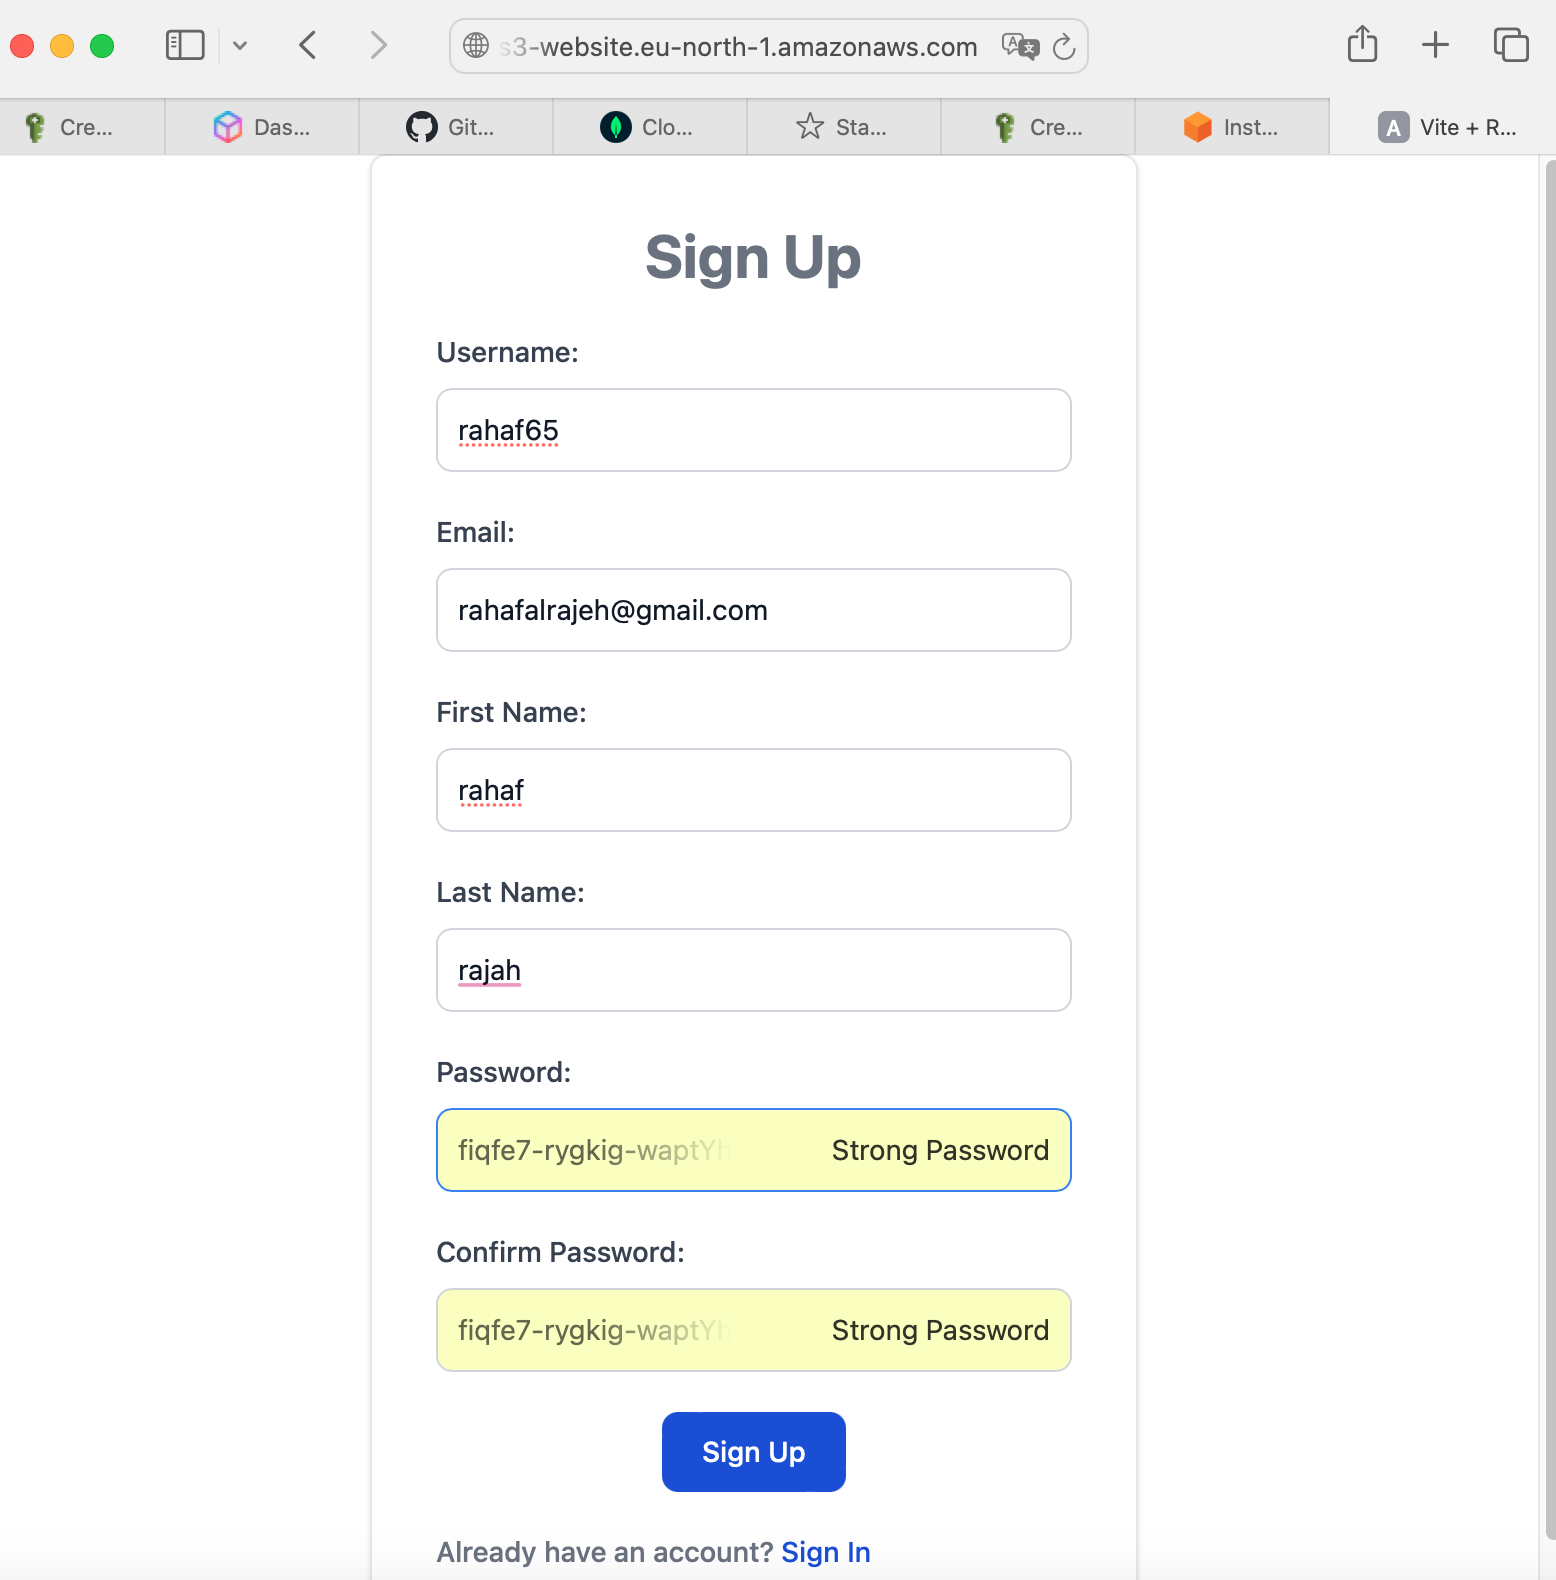 s3-website.eu-north-1.amazonaws.com
Cre...
Das...
Git...
Clo...
Sta...
Cre...
Inst...
A Vite + R...
Sign Up
Username:
rahaf65
Email:
rahafalrajeh@gmail.com
First Name:
rahaf
Last Name:
rajah
Password:
fiqfe7-rygkig-waptYh Strong Password
Confirm Password:
fiqfe7-rygkig-waptYh Strong Password
Sign Up
Already have an account? Sign In